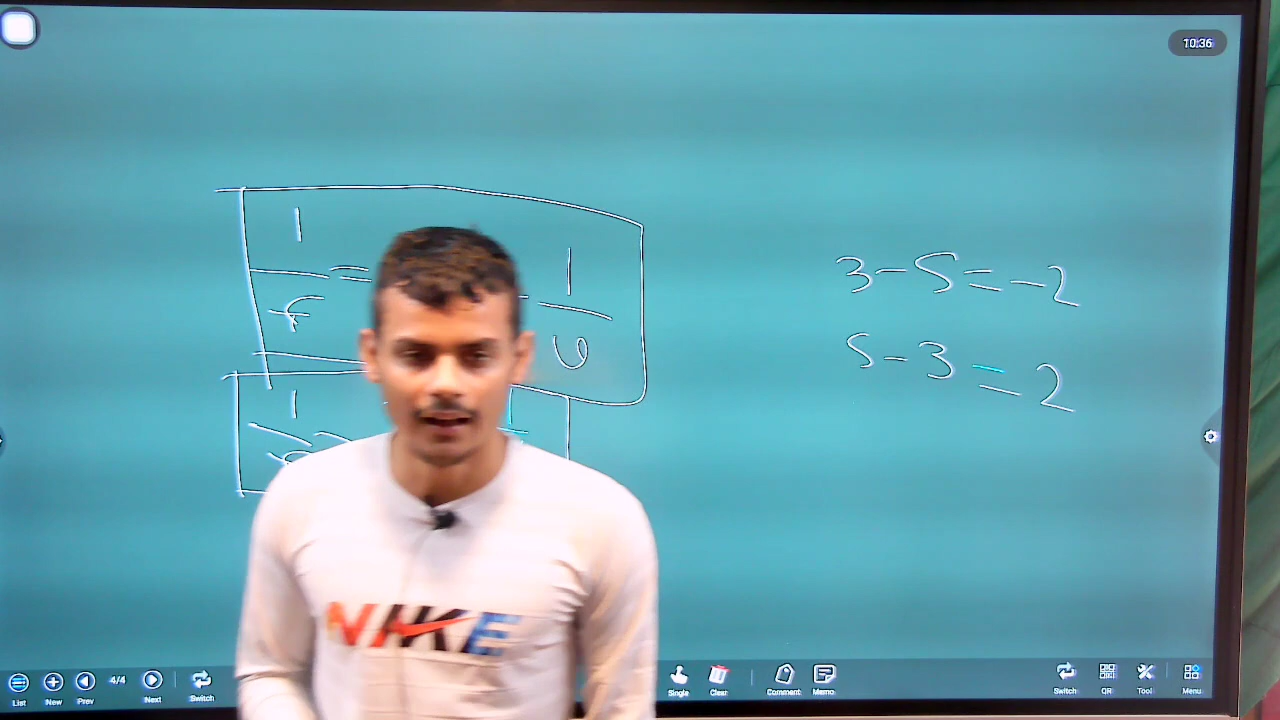 10:36
1/f = - 1/u
1
3-5=-2
5-3=2
NIKE
List New Prev 4/4 Next Switch Single Clear Comment Memo Switch QR Tool Menu